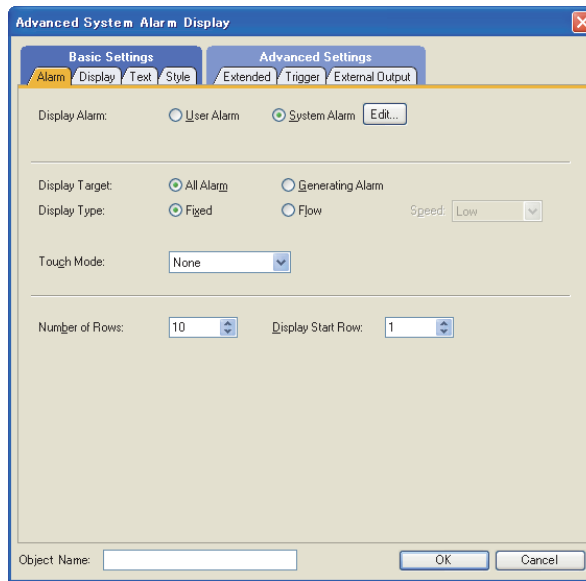 Advanced System Alarm Display
Basic Settings Advanced Settings
Alarm Display Text Style Extended Trigger External Output
Display Alarm: User Alarm System Alarm Edit...
Display Target: All Alarm Generating Alarm
Display Type: Fixed Flow Speed: Low
Touch Mode: None
Number of Rows: 10 Display Start Row: 1
Object Name: OK Cancel